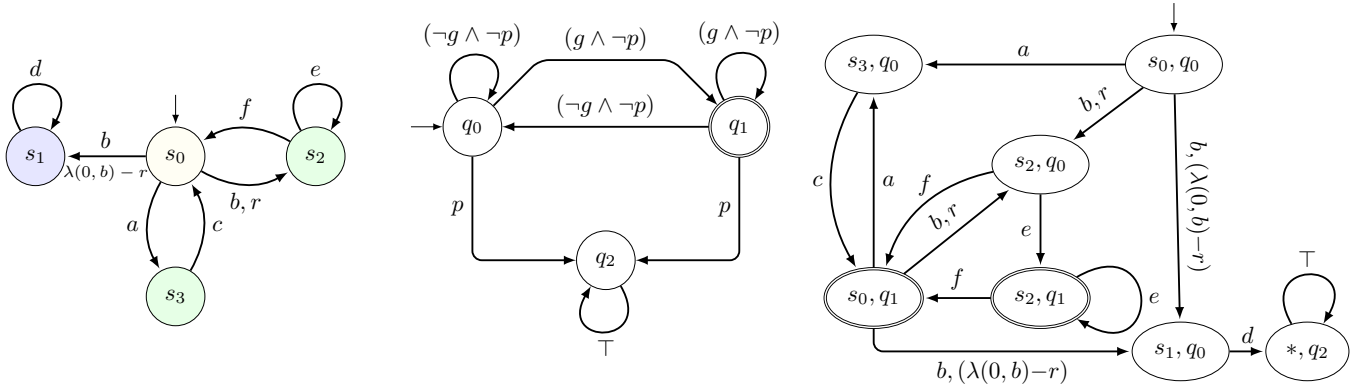 d
s₁
b
λ(0, b) − r
s₀
f
e
s₂
b, r
a
c
s₃
(¬g ∧ ¬p)
(g ∧ ¬p)
(g ∧ ¬p)
q₀
(¬g ∧ ¬p)
q₁
p
p
q₂
⊤
s₃, q₀
a
s₀, q₀
b, r
s₂, q₀
c
a
f
b, r
e
b, (λ(0, b)−r)
s₀, q₁
f
s₂, q₁
e
b, (λ(0, b)−r)
s₁, q₀
d
⊤
∗, q₂